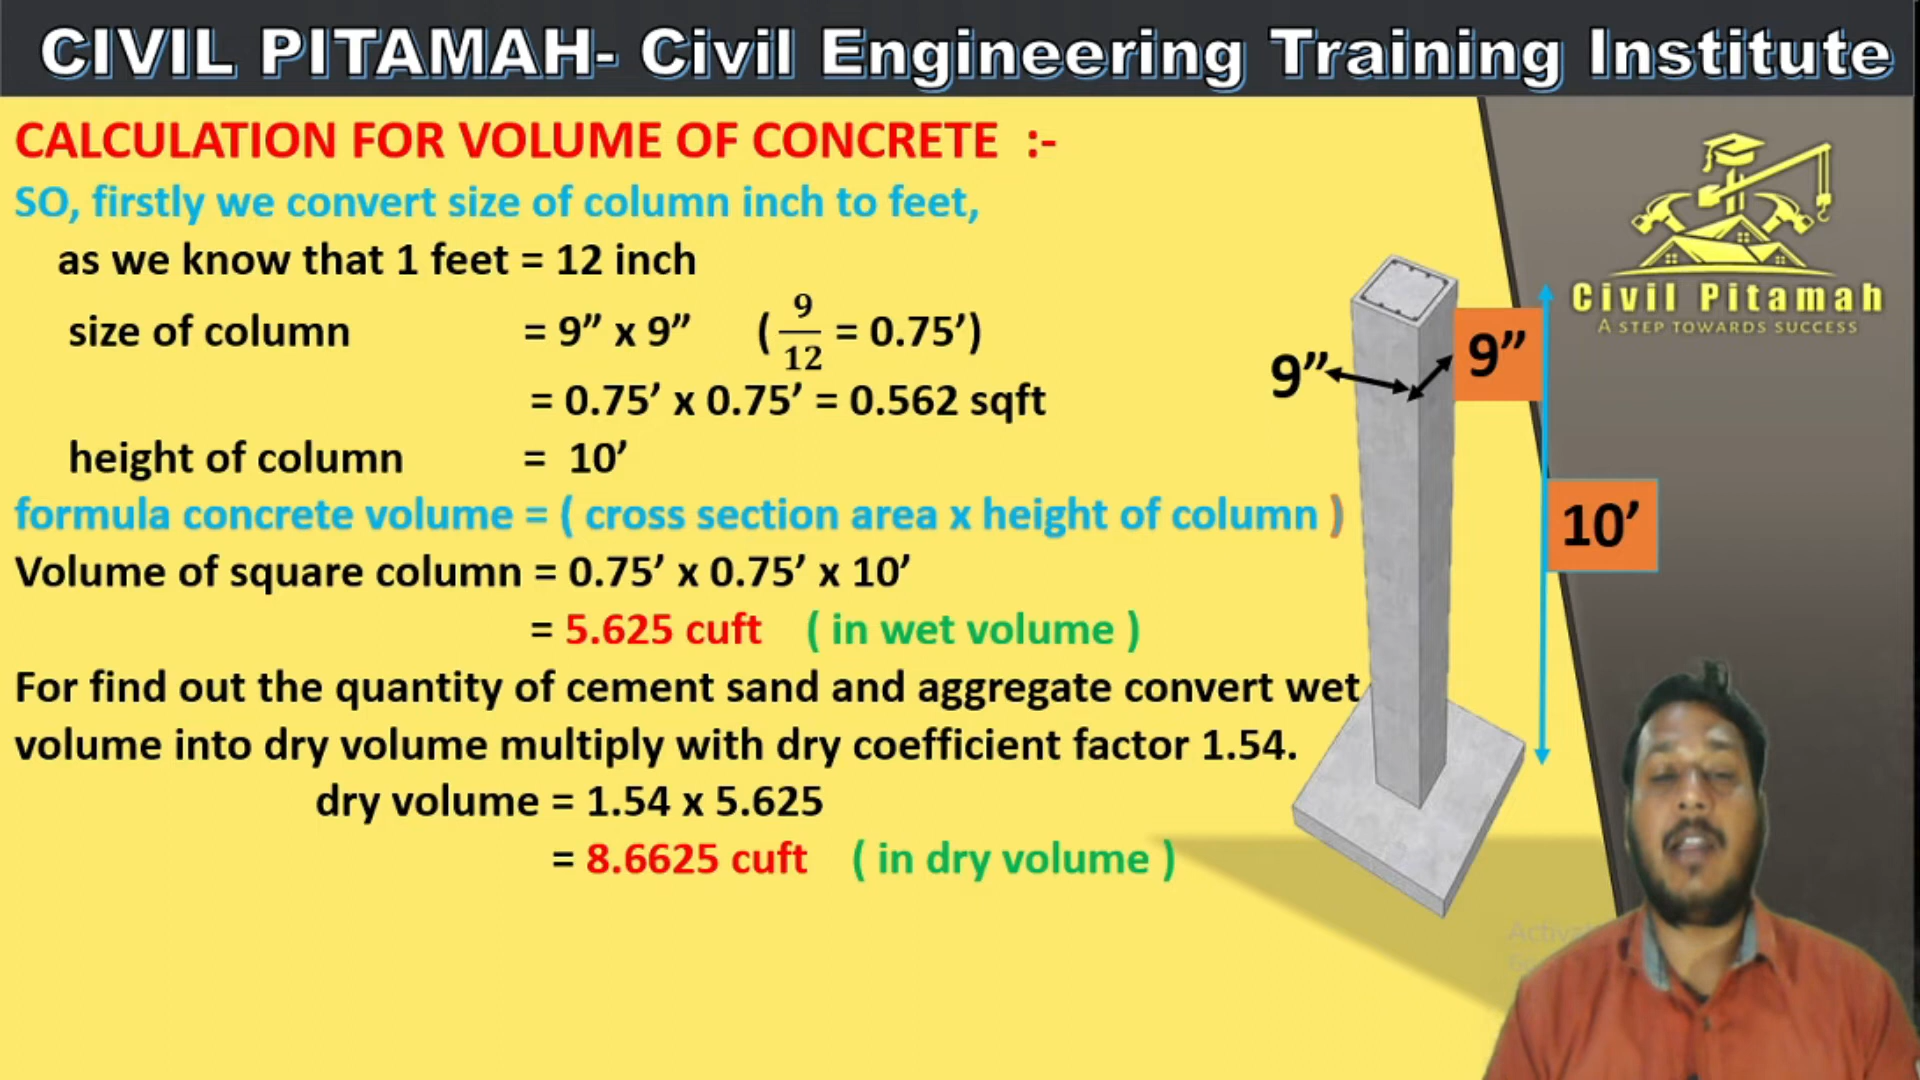 CIVIL PITAMAH- Civil Engineering Training Institute
CALCULATION FOR VOLUME OF CONCRETE :-
SO, firstly we convert size of column inch to feet,
as we know that 1 feet = 12 inch
size of column = 9” x 9” ( 9/12 = 0.75’)
= 0.75’ x 0.75’ = 0.562 sqft
height of column = 10’
formula concrete volume = ( cross section area x height of column )
Volume of square column = 0.75’ x 0.75’ x 10’
= 5.625 cuft ( in wet volume )
For find out the quantity of cement sand and aggregate convert wet
volume into dry volume multiply with dry coefficient factor 1.54.
dry volume = 1.54 x 5.625
= 8.6625 cuft ( in dry volume )
9”
9”
10’
Civil Pitamah
A STEP TOWARDS SUCCESS